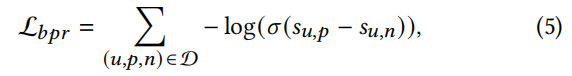 ℒ_{bpr} = ∑_{(u,p,n)∈𝒟} − log(σ(s_{u,p} − s_{u,n})), (5)